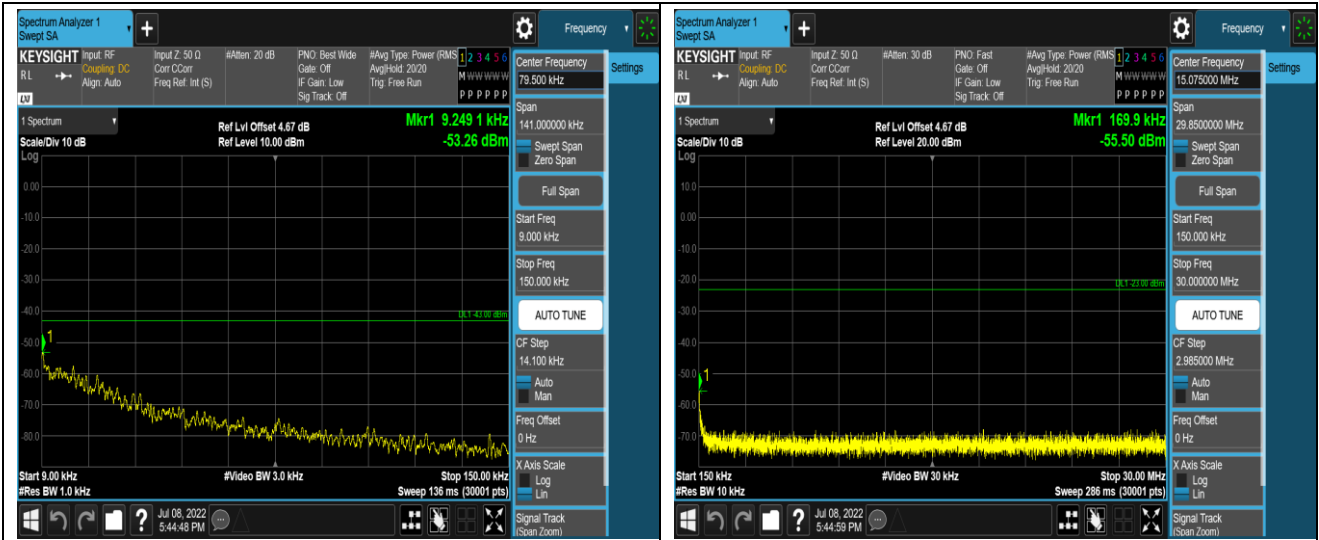 Spectrum Analyzer 1
Swept SA
+
Frequency
KEYSIGHT
RL
LXI
Input: RF
Coupling: DC
Align: Auto
Input Z: 50 Ω
Corr CCorr
Freq Ref: Int (S)
#Atten: 20 dB
PNO: Best Wide
Gate: Off
IF Gain: Low
Sig Track: Off
#Avg Type: Power (RMS
Avg|Hold: 20/20
Trig: Free Run
1 2 3 4 5 6
M W W W W W
P P P P P P
1 Spectrum
Scale/Div 10 dB
Log
Ref Lvl Offset 4.67 dB
Ref Level 10.00 dBm
Mkr1 9.249 1 kHz
-53.26 dBm
0.00
-10.0
-20.0
-30.0
-40.0
-50.0
-60.0
-70.0
-80.0
DL1 -43.00 dBm
1
Start 9.00 kHz
#Res BW 1.0 kHz
#Video BW 3.0 kHz
Stop 150.00 kHz
Sweep 136 ms (30001 pts)
Center Frequency
79.500 kHz
Settings
Span
141.000000 kHz
Swept Span
Zero Span
Full Span
Start Freq
9.000 kHz
Stop Freq
150.000 kHz
AUTO TUNE
CF Step
14.100 kHz
Auto
Man
Freq Offset
0 Hz
X Axis Scale
Log
Lin
Signal Track
(Span Zoom)
?
Jul 08, 2022
5:44:48 PM
Spectrum Analyzer 1
Swept SA
+
Frequency
KEYSIGHT
RL
LXI
Input: RF
Coupling: DC
Align: Auto
Input Z: 50 Ω
Corr CCorr
Freq Ref: Int (S)
#Atten: 30 dB
PNO: Fast
Gate: Off
IF Gain: Low
Sig Track: Off
#Avg Type: Power (RMS
Avg|Hold: 20/20
Trig: Free Run
1 2 3 4 5 6
M W W W W W
P P P P P P
1 Spectrum
Scale/Div 10 dB
Log
Ref Lvl Offset 4.67 dB
Ref Level 20.00 dBm
Mkr1 169.9 kHz
-55.50 dBm
10.0
0.00
-10.0
-20.0
-30.0
-40.0
-50.0
-60.0
-70.0
DL1 -23.00 dBm
1
Start 150 kHz
#Res BW 10 kHz
#Video BW 30 kHz
Stop 30.00 MHz
Sweep 286 ms (30001 pts)
Center Frequency
15.075000 MHz
Settings
Span
29.8500000 MHz
Swept Span
Zero Span
Full Span
Start Freq
150.000 kHz
Stop Freq
30.000000 MHz
AUTO TUNE
CF Step
2.985000 MHz
Auto
Man
Freq Offset
0 Hz
X Axis Scale
Log
Lin
Signal Track
(Span Zoom)
?
Jul 08, 2022
5:44:59 PM